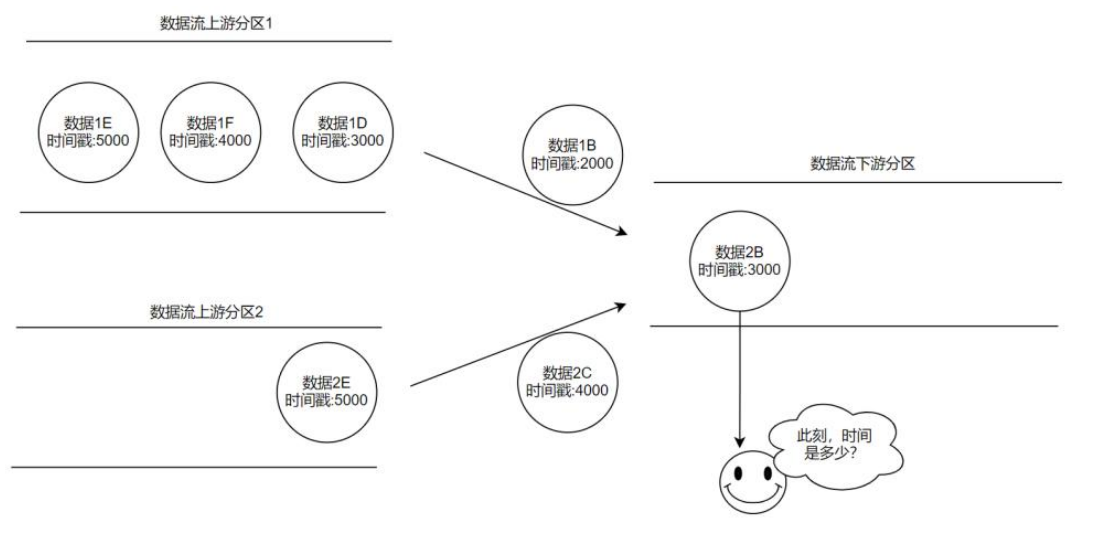 数据流上游分区1
数据1E
时间戳:5000
数据1F
时间戳:4000
数据1D
时间戳:3000
数据1B
时间戳:2000
数据流下游分区
数据2B
时间戳:3000
数据流上游分区2
数据2E
时间戳:5000
数据2C
时间戳:4000
此刻，时间
是多少？